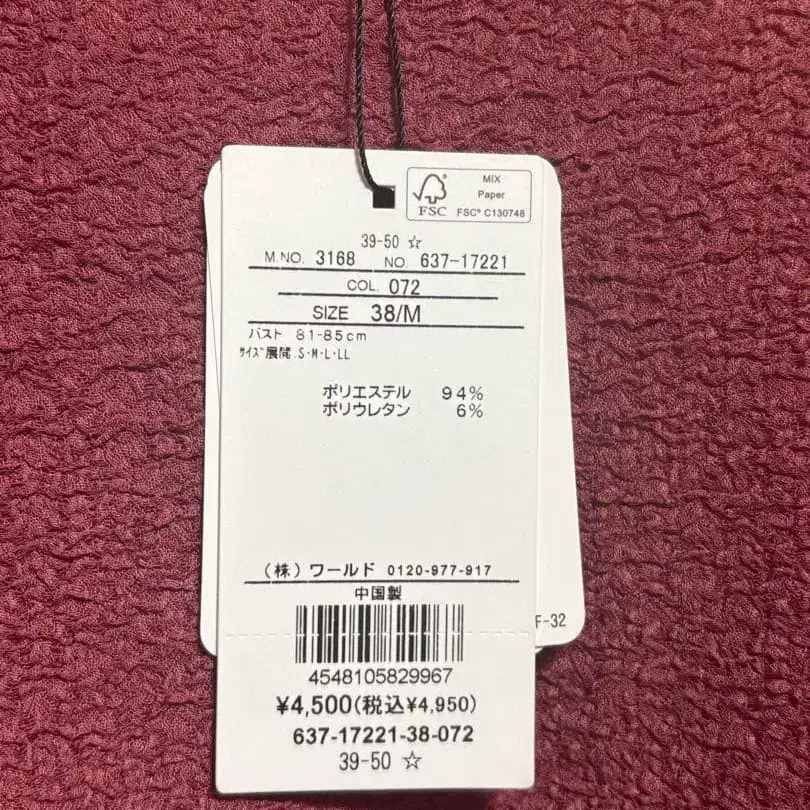 MIX
Paper
FSC
FSC® C130748
39-50 ☆
M.NO. 3168 NO. 637-17221
COL. 072
SIZE 38/M
バスト 81-85cm
ｻｲｽﾞ展開.S･M･L･LL
ポリエステル 94%
ポリウレタン 6%
(株)ワールド 0120-977-917
中国製
F-32
4548105829967
¥4,500(税込¥4,950)
637-17221-38-072
39-50 ☆